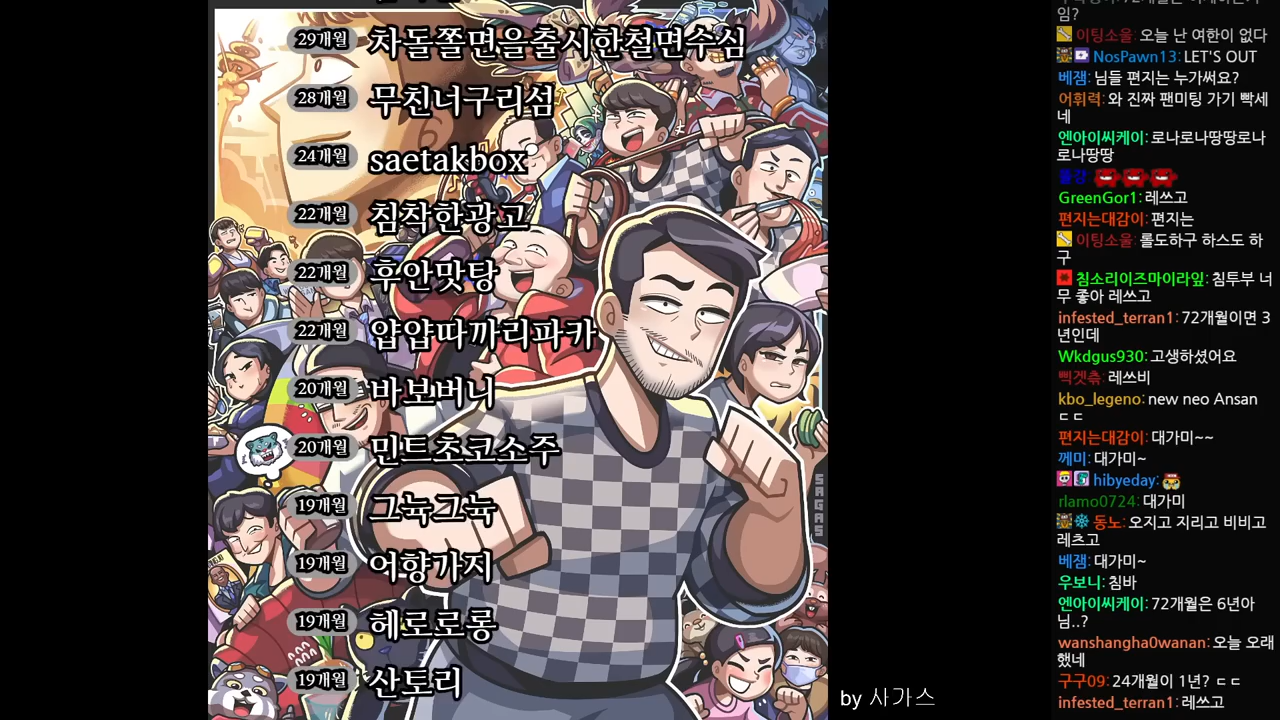 29개월 차돌쫄면을출시한철면수심
28개월 무친너구리섬
24개월 saetakbox
22개월 침착한광고
22개월 후안맛탕
22개월 얍얍따까리파카
20개월 바보버니
20개월 민트초코소주
19개월 그눅그눅
19개월 어향가지
19개월 헤로로롱
19개월 산토리
SAGAS
by 사가스
임?
이팅소울: 오늘 난 여한이 없다
NosPawn13: LET'S OUT
베잼: 님들 편지는 누가써요?
어휘력: 와 진짜 팬미팅 가기 빡세
네
엔아이씨케이: 로나로나땅땅로나
로나땅땅
GreenGor1: 레쓰고
편지는대감이: 편지는
이팅소울: 롤도하구 하스도 하
구
침소리이즈마이라잎: 침투부 너
무 좋아 레쓰고
infested_terran1: 72개월이면 3
년인데
Wkdgus930: 고생하셨어요
삑겟츢: 레쓰비
kbo_legeno: new neo Ansan
ㄷㄷ
편지는대감이: 대가미~~
께미: 대가미~
hibyeday:
rlamo0724: 대가미
동노: 오지고 지리고 비비고
레츠고
베잼: 대가미~
우보니: 침바
엔아이씨케이: 72개월은 6년아
님..?
wanshangha0wanan: 오늘 오래
했네
구구09: 24개월이 1년? ㄷㄷ
infested_terran1: 레쓰고